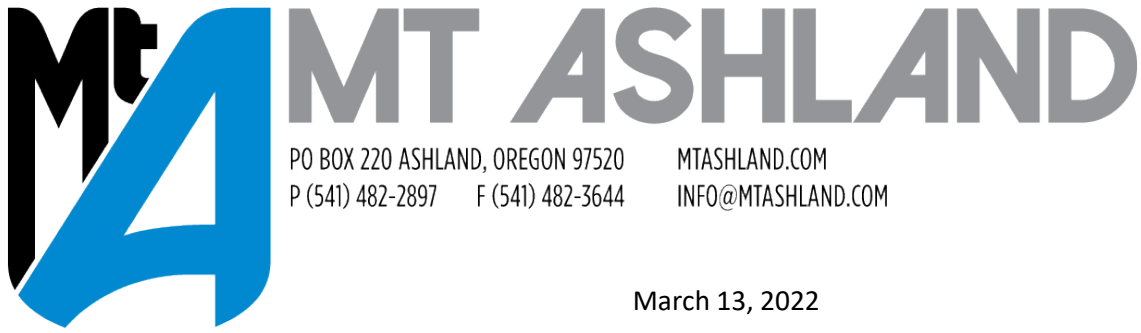 MtA MT ASHLAND
PO BOX 220 ASHLAND, OREGON 97520 MTASHLAND.COM
P (541) 482-2897 F (541) 482-3644 INFO@MTASHLAND.COM
March 13, 2022